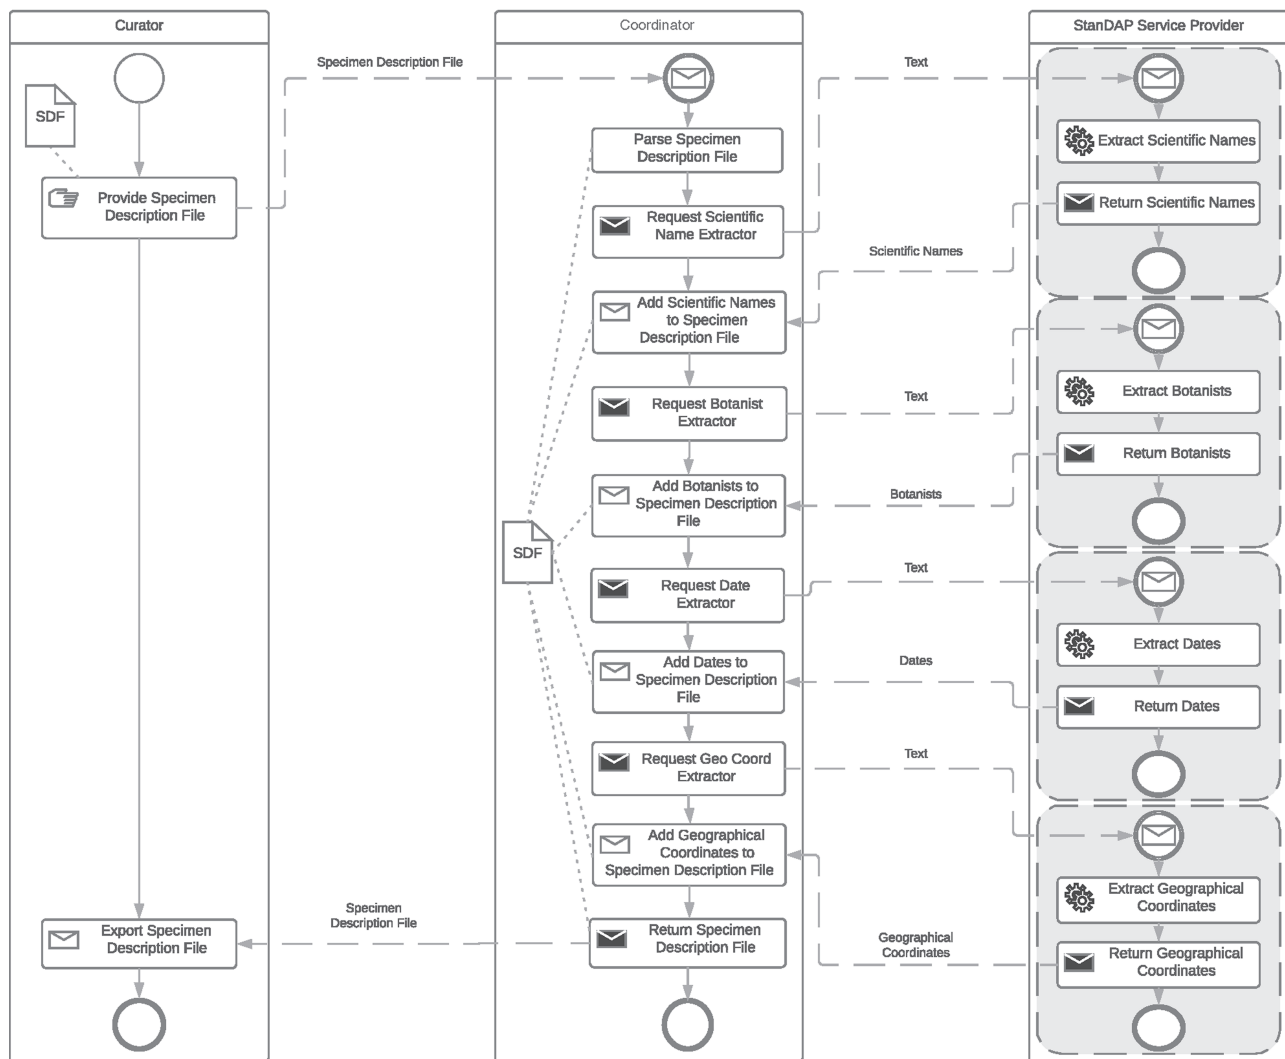 Curator
Coordinator
StanDAP Service Provider
SDF
Provide Specimen
Description File
Export Specimen
Description File
Specimen Description File
Specimen
Description File
Parse Specimen
Description File
Request Scientific
Name Extractor
Add Scientific Names
to Specimen
Description File
Request Botanist
Extractor
Add Botanists to
Specimen Description
File
SDF
Request Date
Extractor
Add Dates to
Specimen Description
File
Request Geo Coord
Extractor
Add Geographical
Coordinates to
Specimen Description File
Return Specimen
Description File
Text
Scientific Names
Text
Botanists
Text
Dates
Text
Geographical
Coordinates
Extract Scientific Names
Return Scientific Names
Extract Botanists
Return Botanists
Extract Dates
Return Dates
Extract Geographical
Coordinates
Return Geographical
Coordinates